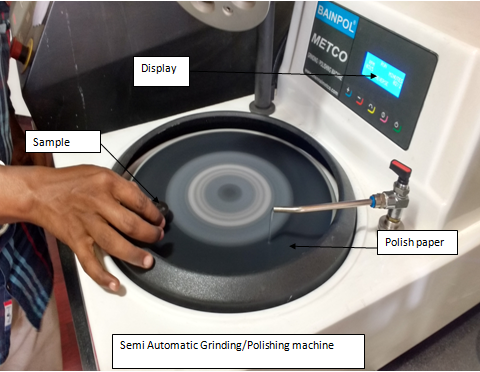 BAINPOL
METCO
Display
Sample
Polish paper
Semi Automatic Grinding/Polishing machine